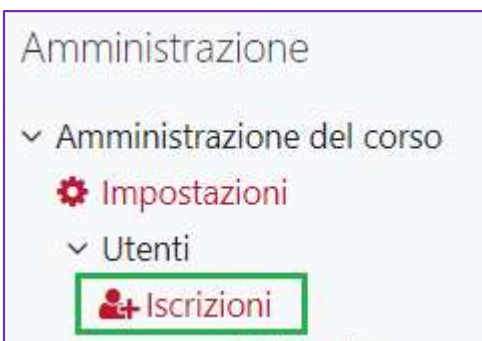 Amministrazione
Amministrazione del corso
Impostazioni
Utenti
Iscrizioni